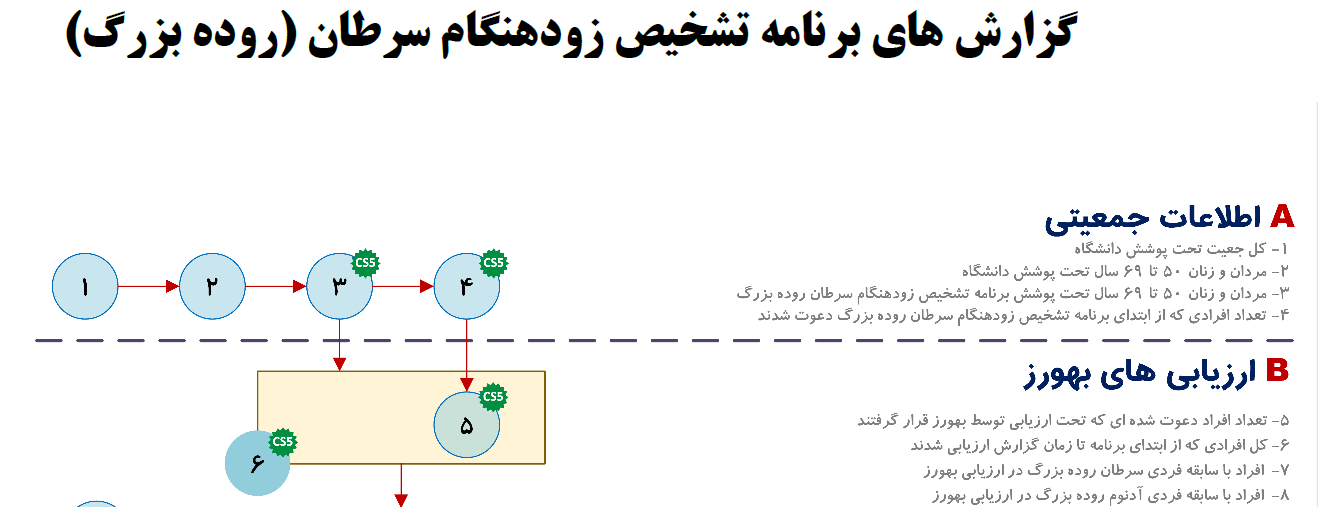 گزارش های برنامه تشخیص زودهنگام سرطان (روده بزرگ)
A اطلاعات جمعیتی
۱- کل جعیت تحت پوشش دانشگاه
۲- مردان و زنان ۵۰ تا ۶۹ سال تحت پوشش دانشگاه
۳- مردان و زنان ۵۰ تا ۶۹ سال تحت پوشش برنامه تشخیص زودهنگام سرطان روده بزرگ
۴- تعداد افرادی که از ابتدای برنامه تشخیص زودهنگام سرطان روده بزرگ دعوت شدند
۱
۲
۳
CS5
۴
CS5
B ارزیابی های بهورز
۵- تعداد افراد دعوت شده ای که تحت ارزیابی توسط بهورز قرار گرفتند
۶- کل افرادی که از ابتدای برنامه تا زمان گزارش ارزیابی شدند
۷- افراد با سابقه فردی سرطان روده بزرگ در ارزیابی بهورز
۸- افراد با سابقه فردی آدنوم روده بزرگ در ارزیابی بهورز
۵
CS5
۶
CS5